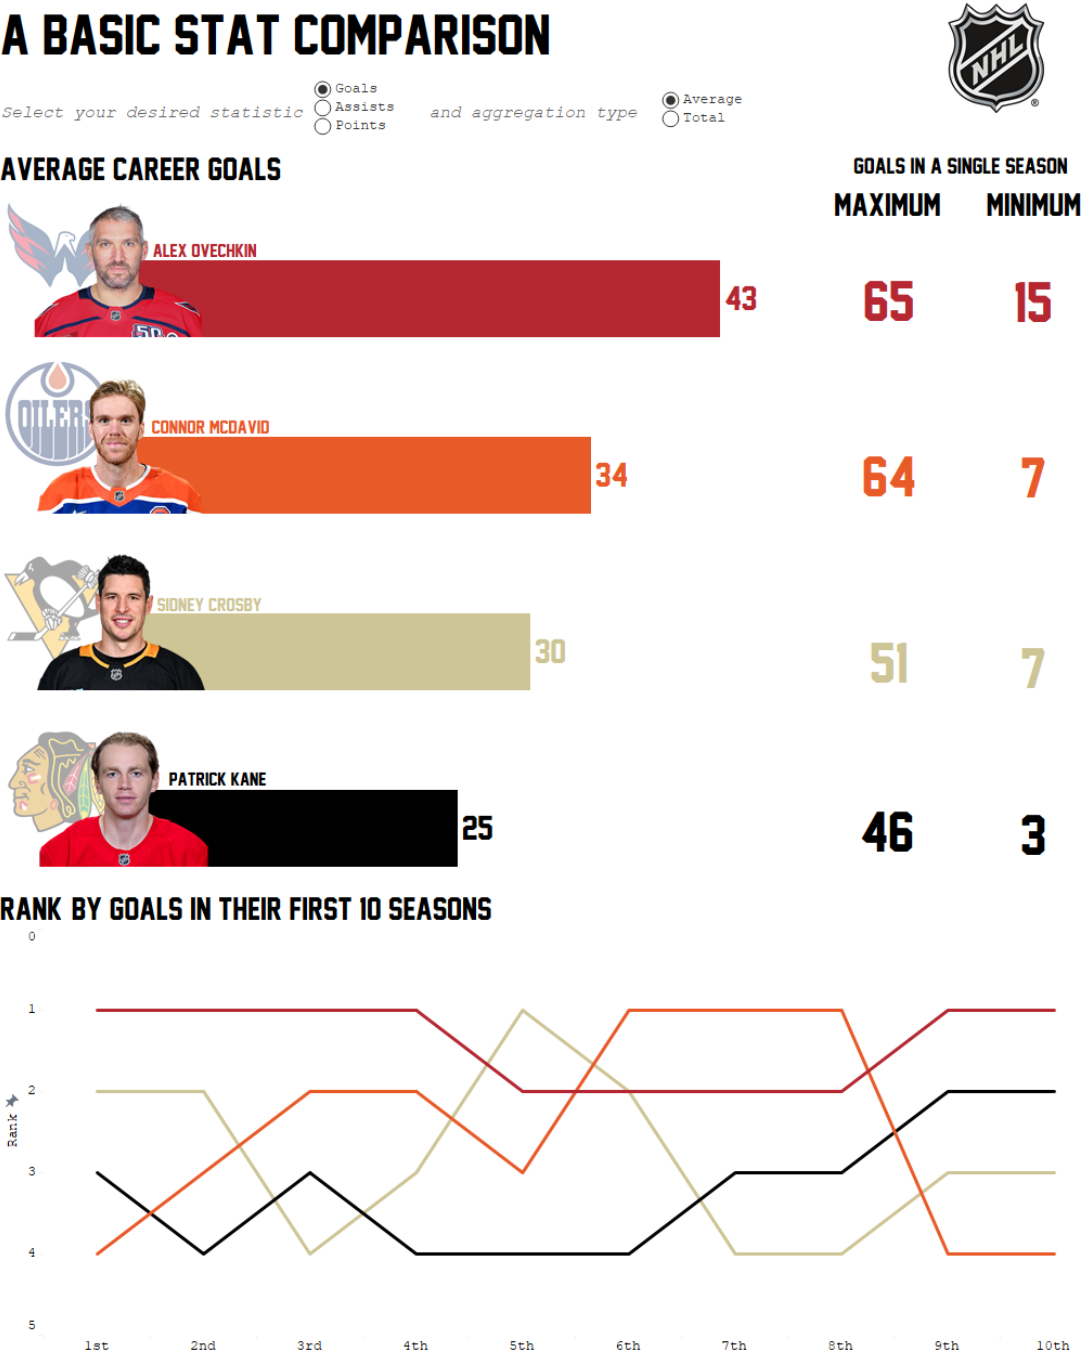 A BASIC STAT COMPARISON
NHL
®
Select your desired statistic
Goals
Assists
Points
and aggregation type
Average
Total
AVERAGE CAREER GOALS
GOALS IN A SINGLE SEASON
MAXIMUM MINIMUM
ALEX OVECHKIN
43 65 15
OILERS
CONNOR MCDAVID
34 64 7
SIDNEY CROSBY
30 51 7
PATRICK KANE
25 46 3
RANK BY GOALS IN THEIR FIRST 10 SEASONS
0
1
2
3
4
5
Rank
1st 2nd 3rd 4th 5th 6th 7th 8th 9th 10th